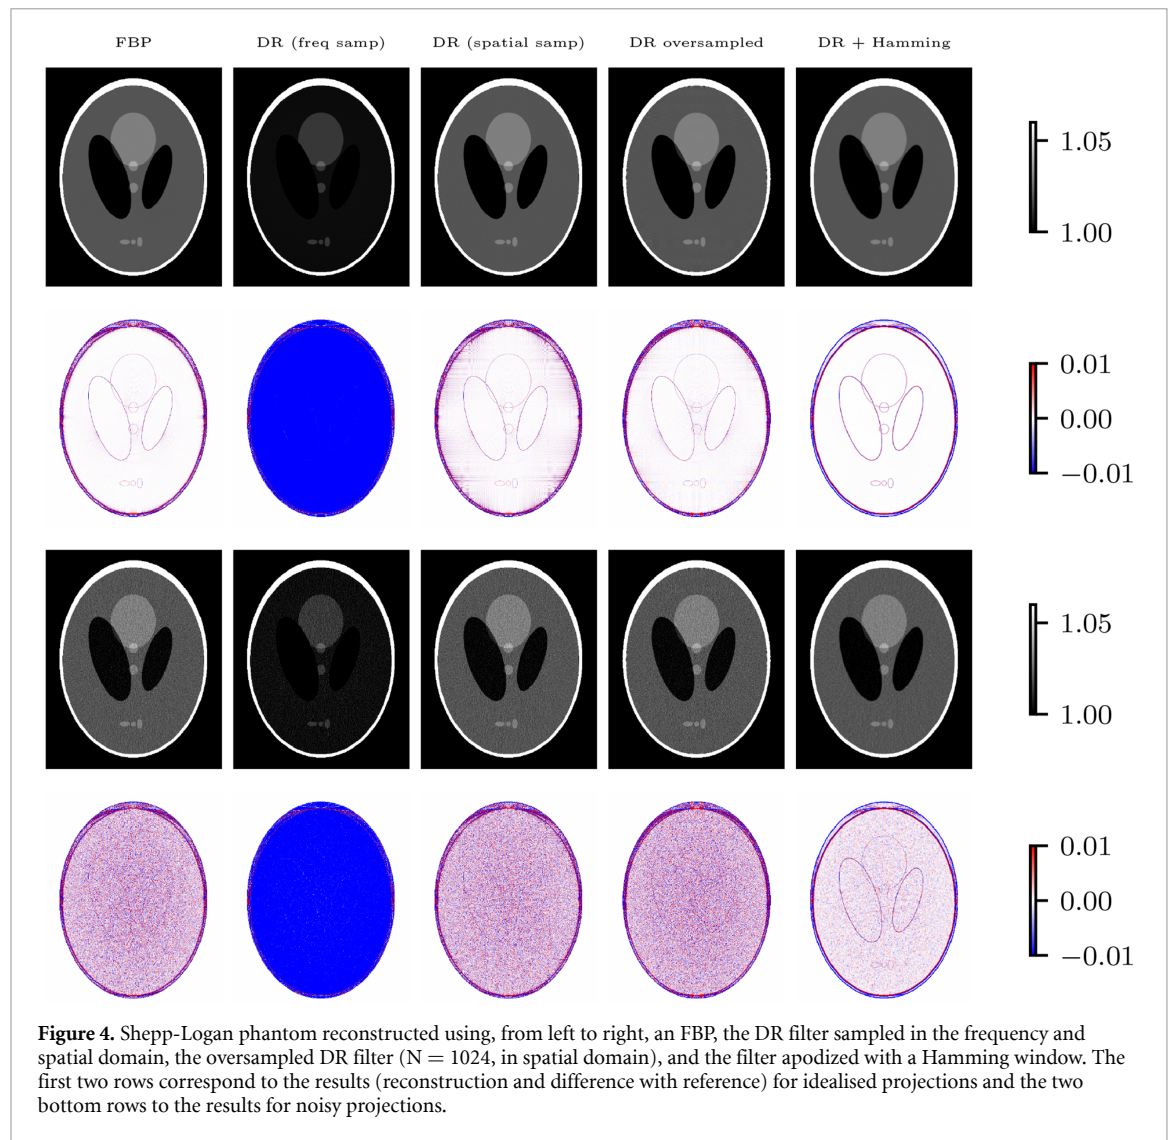 FBP DR (freq samp) DR (spatial samp) DR oversampled DR + Hamming
1.05
1.00
0.01
0.00
−0.01
1.05
1.00
0.01
0.00
−0.01
Figure 4. Shepp-Logan phantom reconstructed using, from left to right, an FBP, the DR filter sampled in the frequency and
spatial domain, the oversampled DR filter (N = 1024, in spatial domain), and the filter apodized with a Hamming window. The
first two rows correspond to the results (reconstruction and difference with reference) for idealised projections and the two
bottom rows to the results for noisy projections.